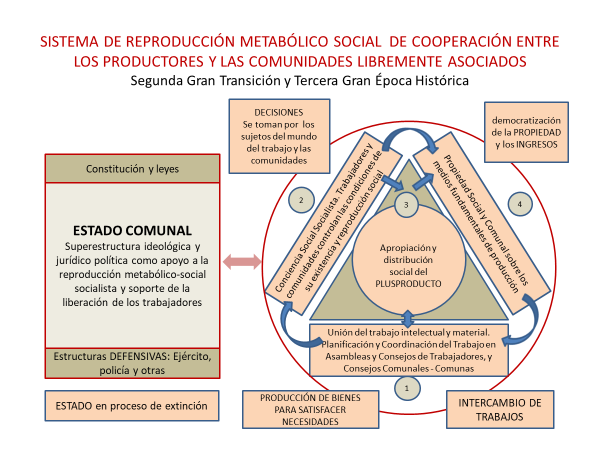 SISTEMA DE REPRODUCCIÓN METABÓLICO SOCIAL DE COOPERACIÓN ENTRE
LOS PRODUCTORES Y LAS COMUNIDADES LIBREMENTE ASOCIADOS
Segunda Gran Transición y Tercera Gran Época Histórica
DECISIONES
Se toman por los
sujetos del mundo
del trabajo y las
comunidades
democratización
de la PROPIEDAD
y los INGRESOS
Constitución y leyes
ESTADO COMUNAL
Superestructura ideológica y
jurídico política como apoyo a la
reproducción metabólico-social
socialista y soporte de la
liberación de los trabajadores
Estructuras DEFENSIVAS: Ejército,
policía y otras
ESTADO en proceso de extinción
2
Conciencia Social Socialista. Trabajadores y
comunidades controlan las condiciones de
su existencia y reproducción social
3
Apropiación y
distribución
social del
PLUSPRODUCTO
Propiedad Social y Comunal sobre los
medios fundamentales de producción
4
Unión del trabajo intelectual y material.
Planificación y Coordinación del Trabajo en
Asambleas y Consejos de Trabajadores, y
Consejos Comunales - Comunas
1
PRODUCCIÓN DE BIENES
PARA SATISFACER
NECESIDADES
INTERCAMBIO DE
TRABAJOS